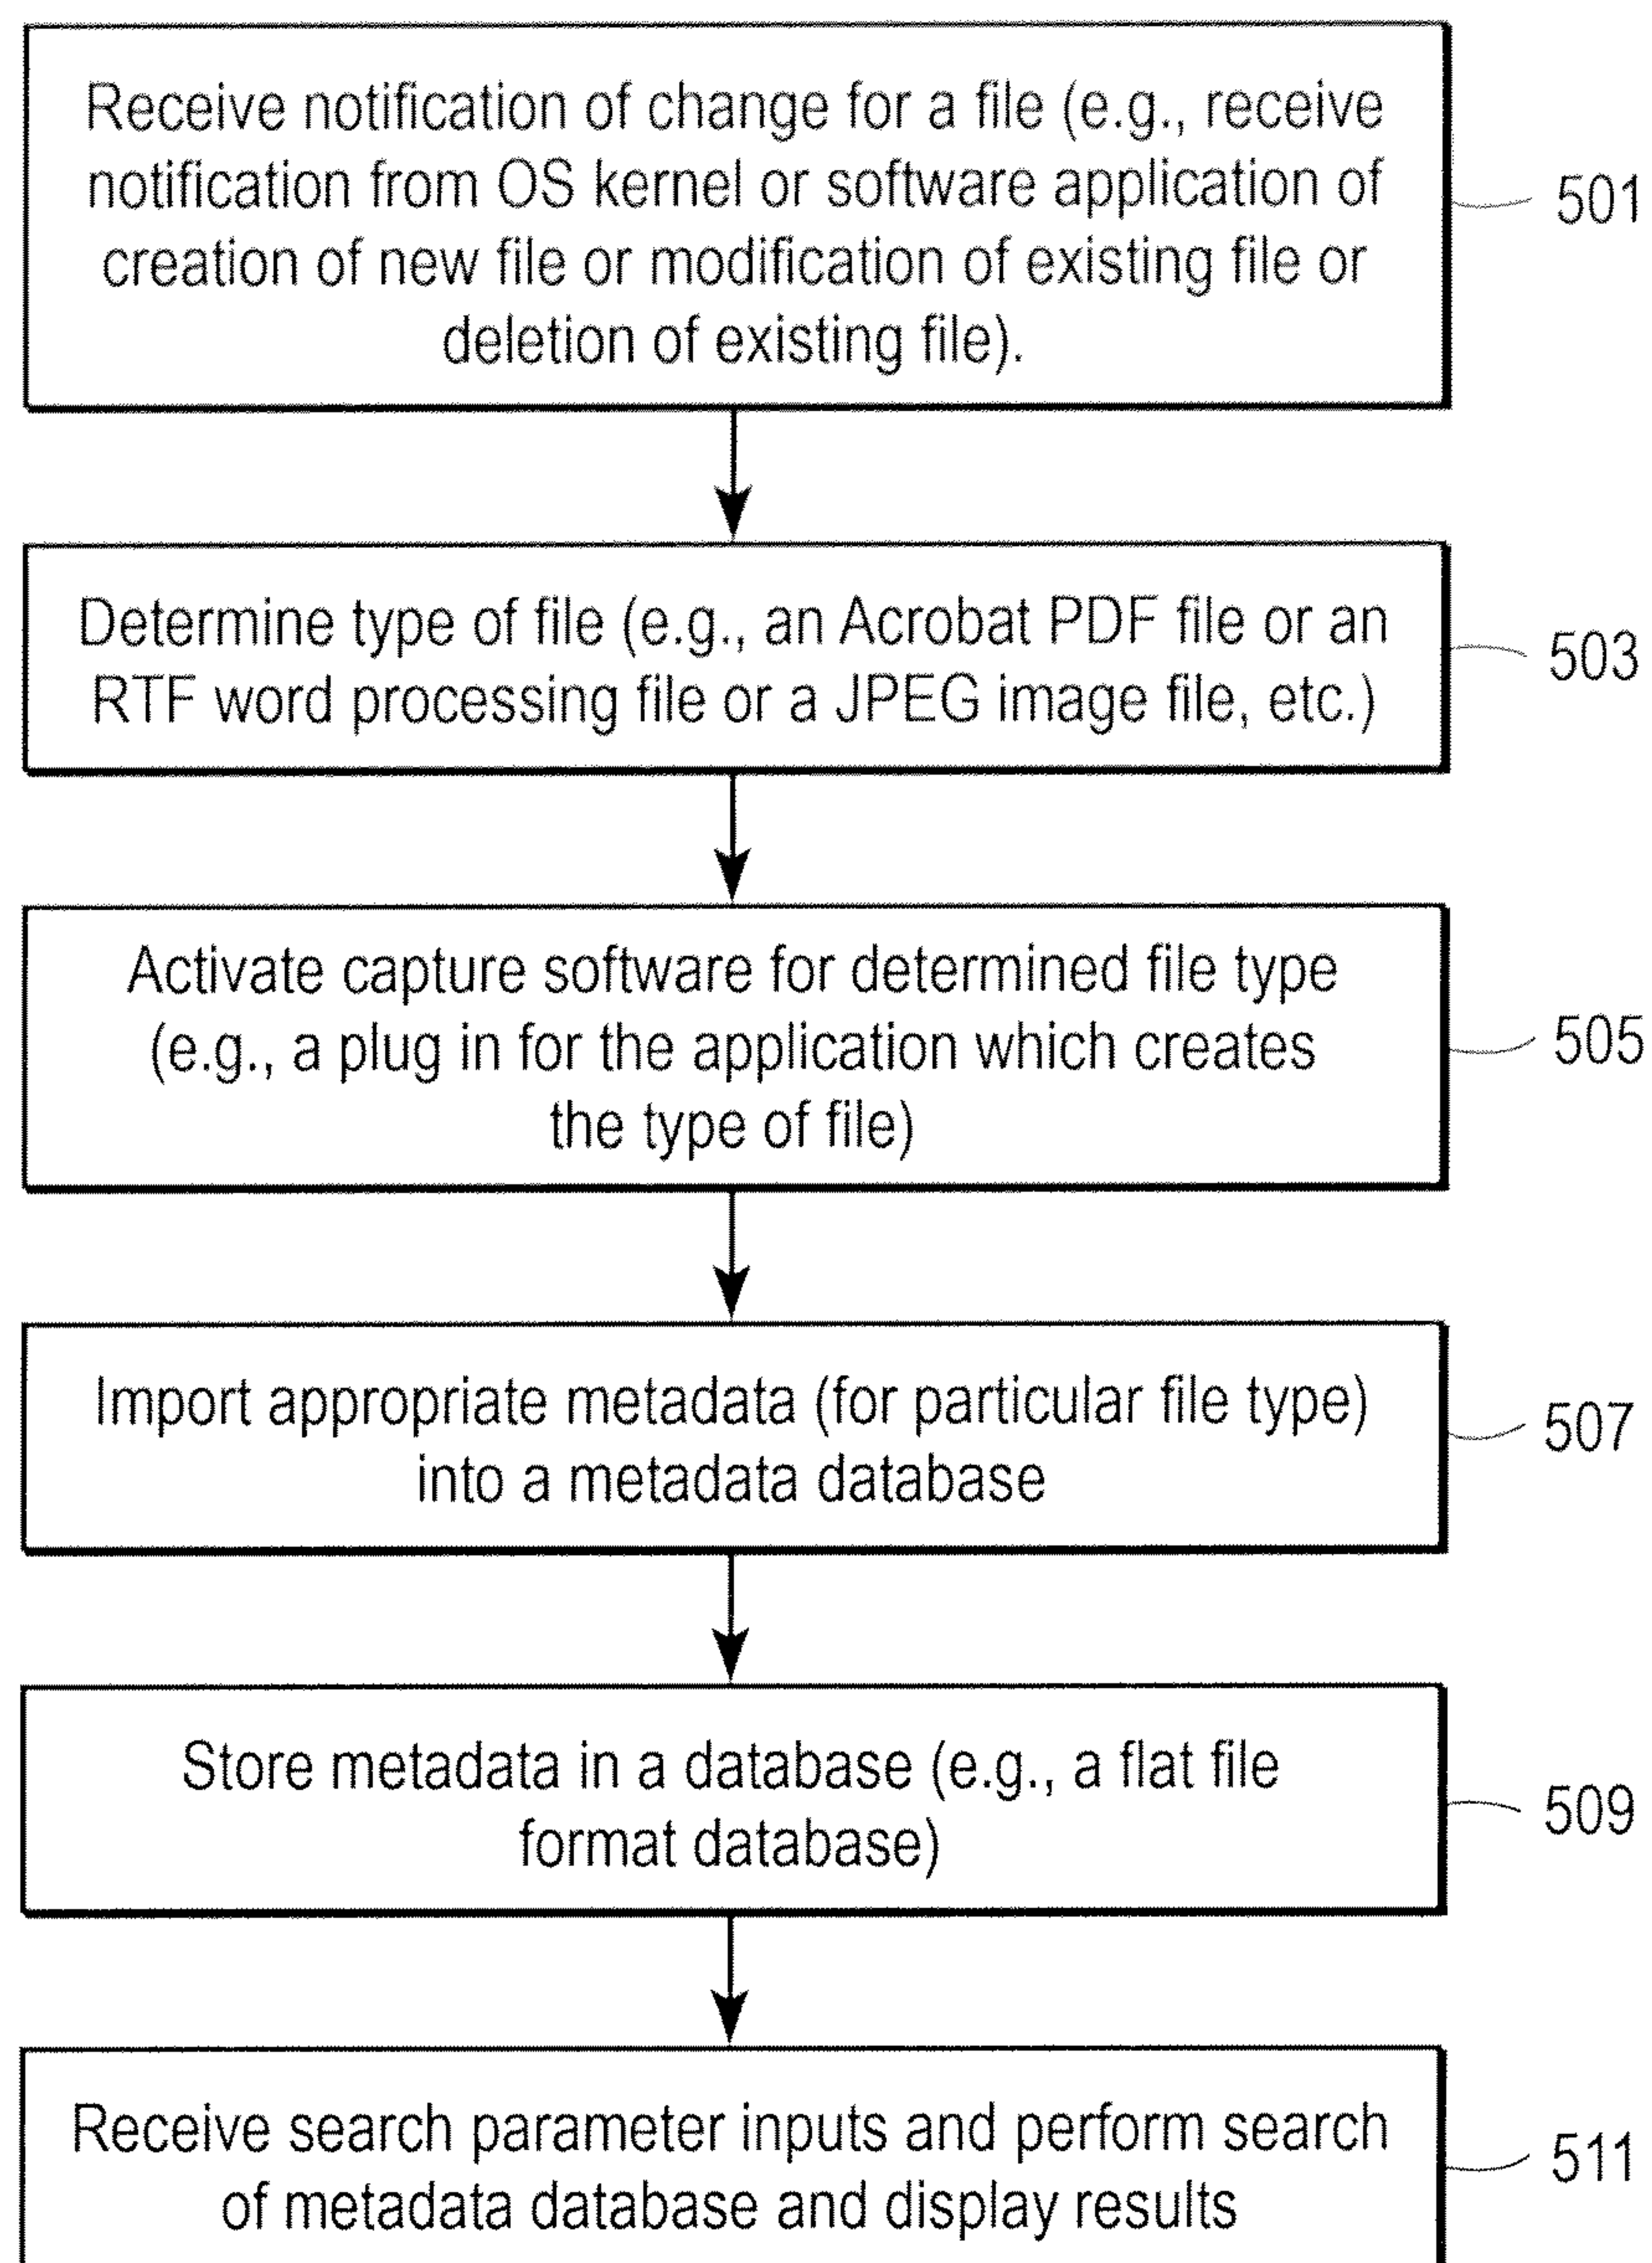 Receive notification of change for a file (e.g., receive
notification from OS kernel or software application of
creation of new file or modification of existing file or
deletion of existing file).
501
Determine type of file (e.g., an Acrobat PDF file or an
RTF word processing file or a JPEG image file, etc.)
503
Activate capture software for determined file type
(e.g., a plug in for the application which creates
the type of file)
505
Import appropriate metadata (for particular file type)
into a metadata database
507
Store metadata in a database (e.g., a flat file
format database)
509
Receive search parameter inputs and perform search
of metadata database and display results
511